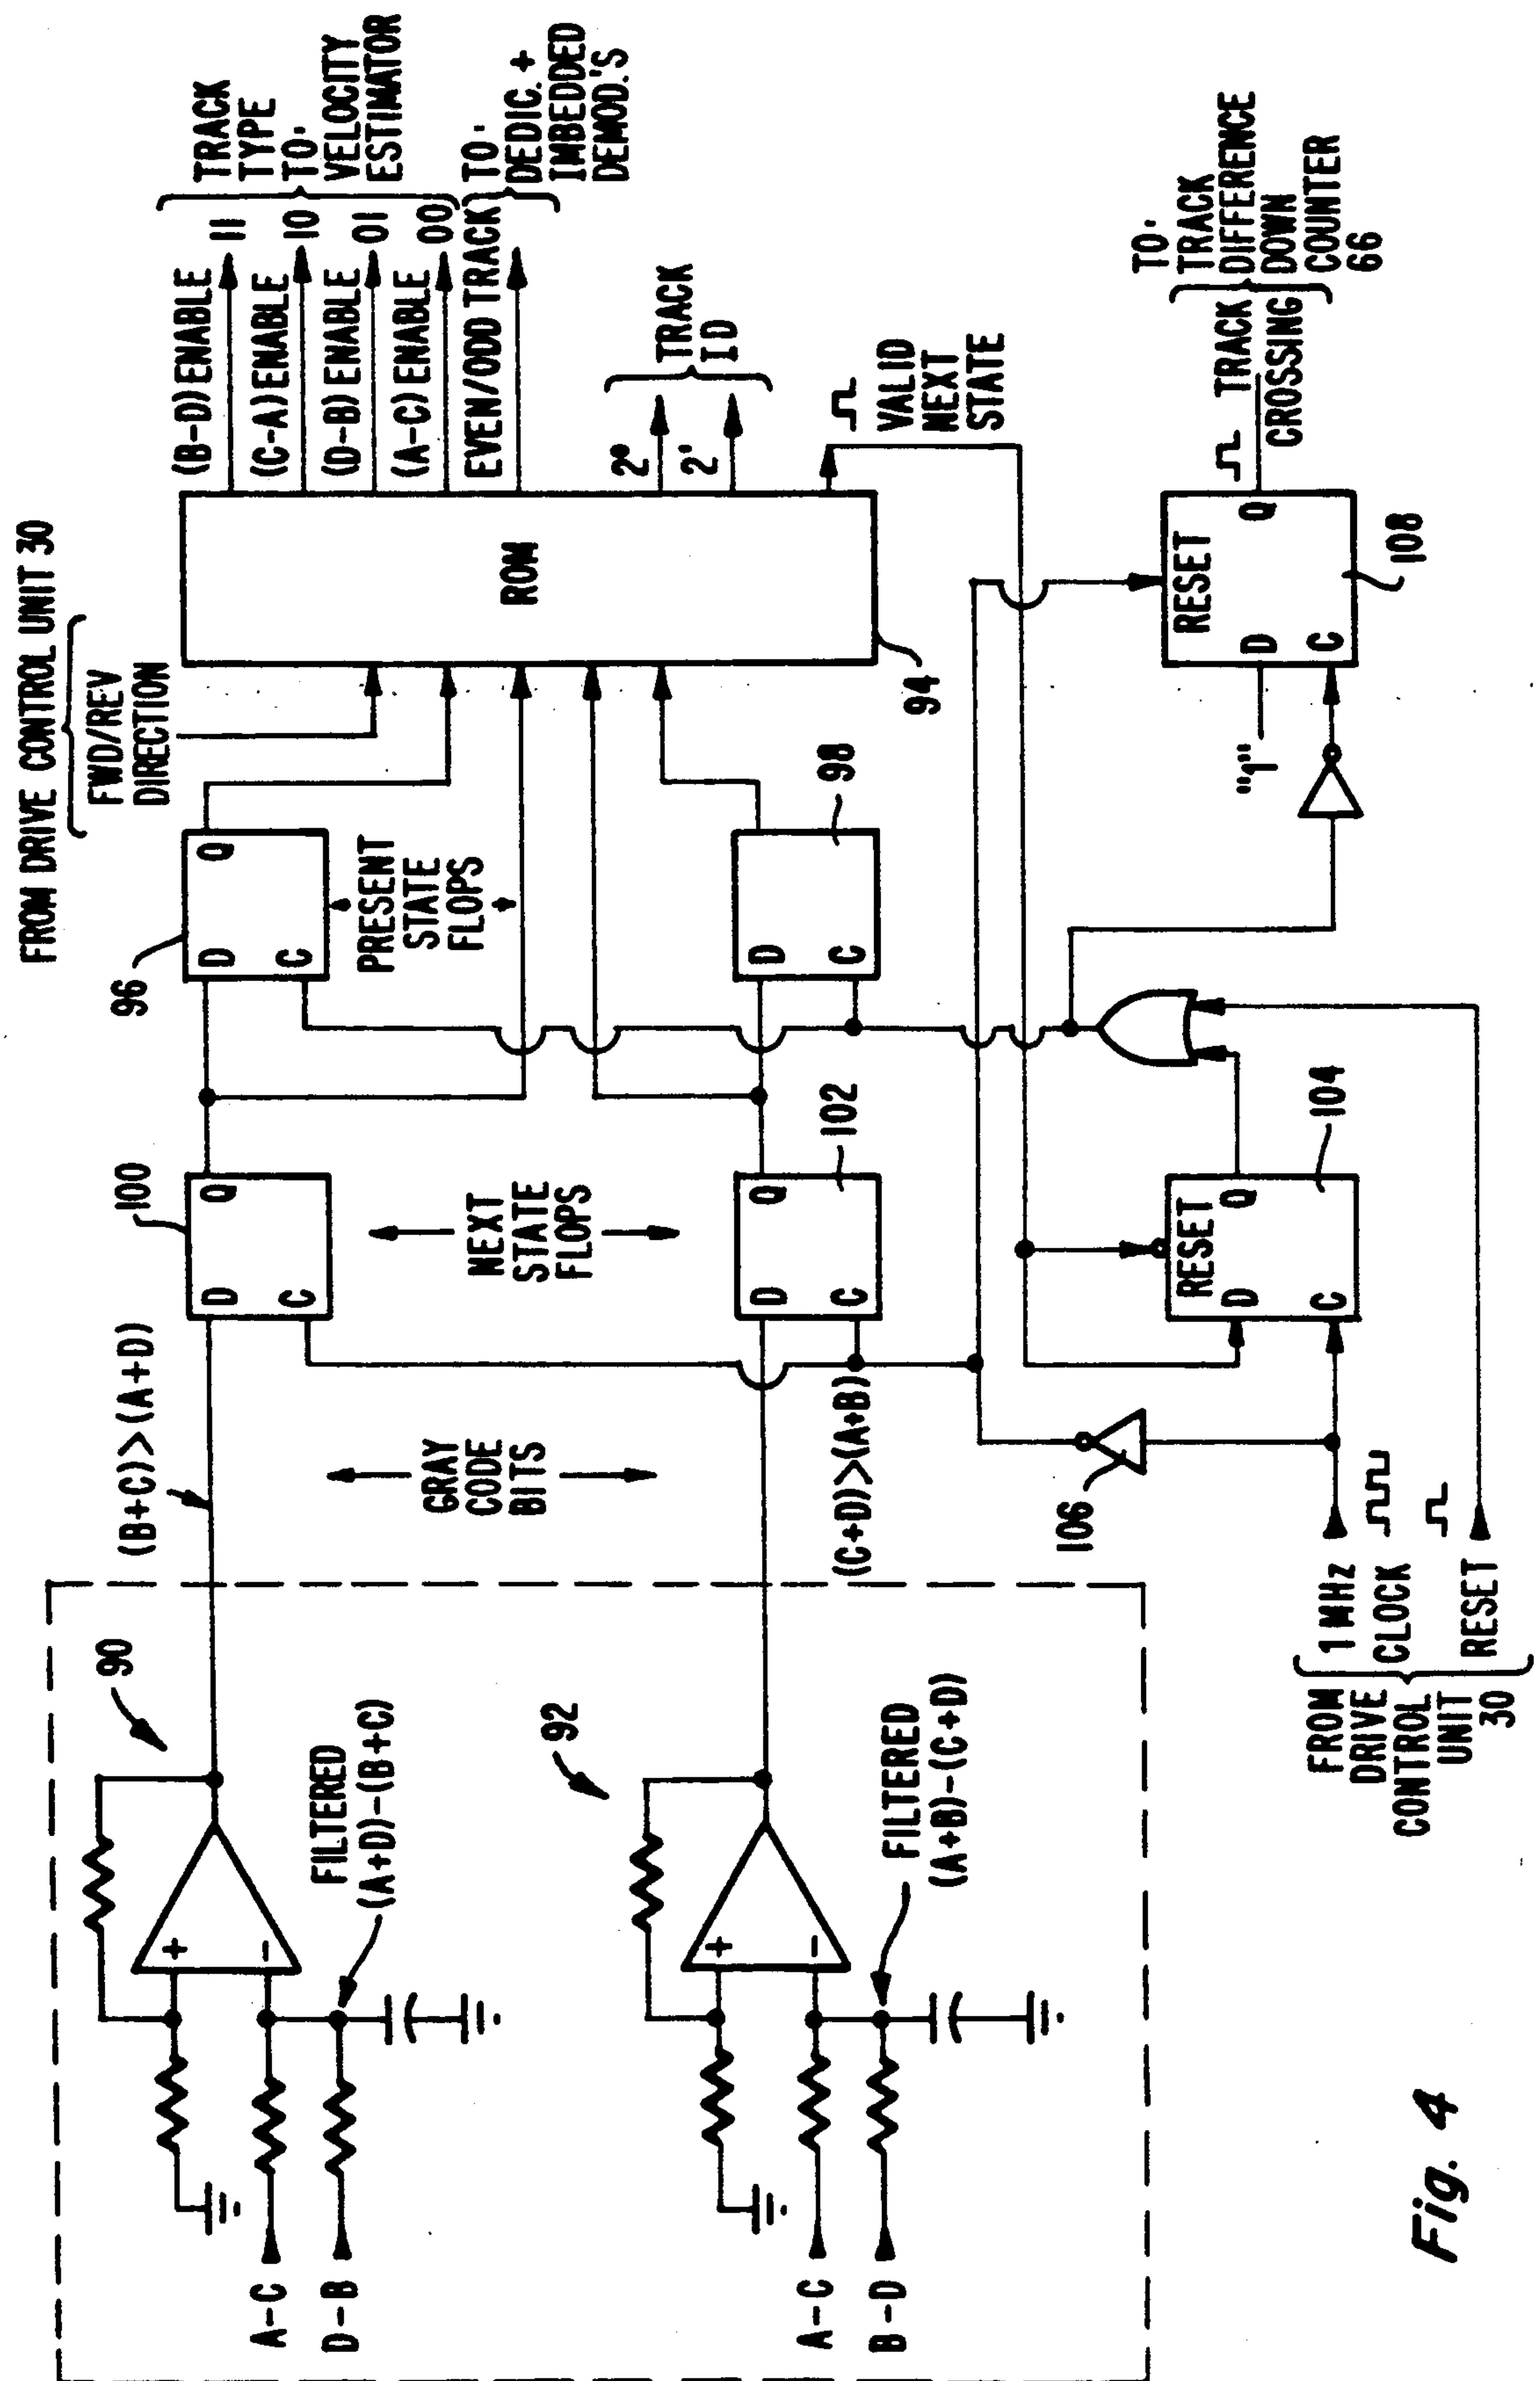 FROM DRIVE CONTROL UNIT 30
FWD/REV
DIRECTION
96
D
Q
C
PRESENT
STATE
FLOPS
98
D
Q
C
100
D
Q
C
NEXT
STATE
FLOPS
102
D
Q
C
(B+C)>(A+D)
GRAY
CODE
BITS
(C+D)>(A+B)
90
+
-
FILTERED
(A+D)-(B+C)
A-C
D-B
92
+
-
FILTERED
(A+B)-(C+D)
A-C
B-D
ROM
94
(B-D) ENABLE 11
(C-A) ENABLE 10
(D-B) ENABLE 01
(A-C) ENABLE 00
TRACK
TYPE
TO·
VELOCITY
ESTIMATOR
EVEN/ODD TRACK
TO·
DEDIC. +
IMBEDDED
DEMOD.'S
2⁰
2'
TRACK
ID
VALID
NEXT
STATE
RESET
D
Q
C
104
106
RESET
D
Q
C
108
"1"
TRACK
CROSSING
TO·
TRACK
DIFFERENCE
DOWN
COUNTER
66
1 MHz
CLOCK
RESET
FROM
DRIVE
CONTROL
UNIT
30
Fig. 4